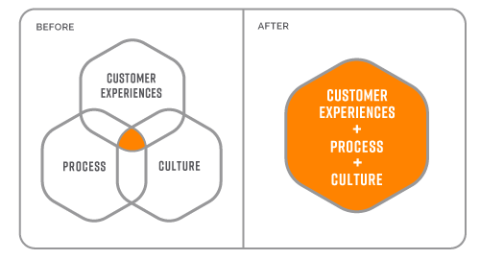 BEFORE
CUSTOMER
EXPERIENCES
PROCESS
CULTURE
AFTER
CUSTOMER
EXPERIENCES
+
PROCESS
+
CULTURE